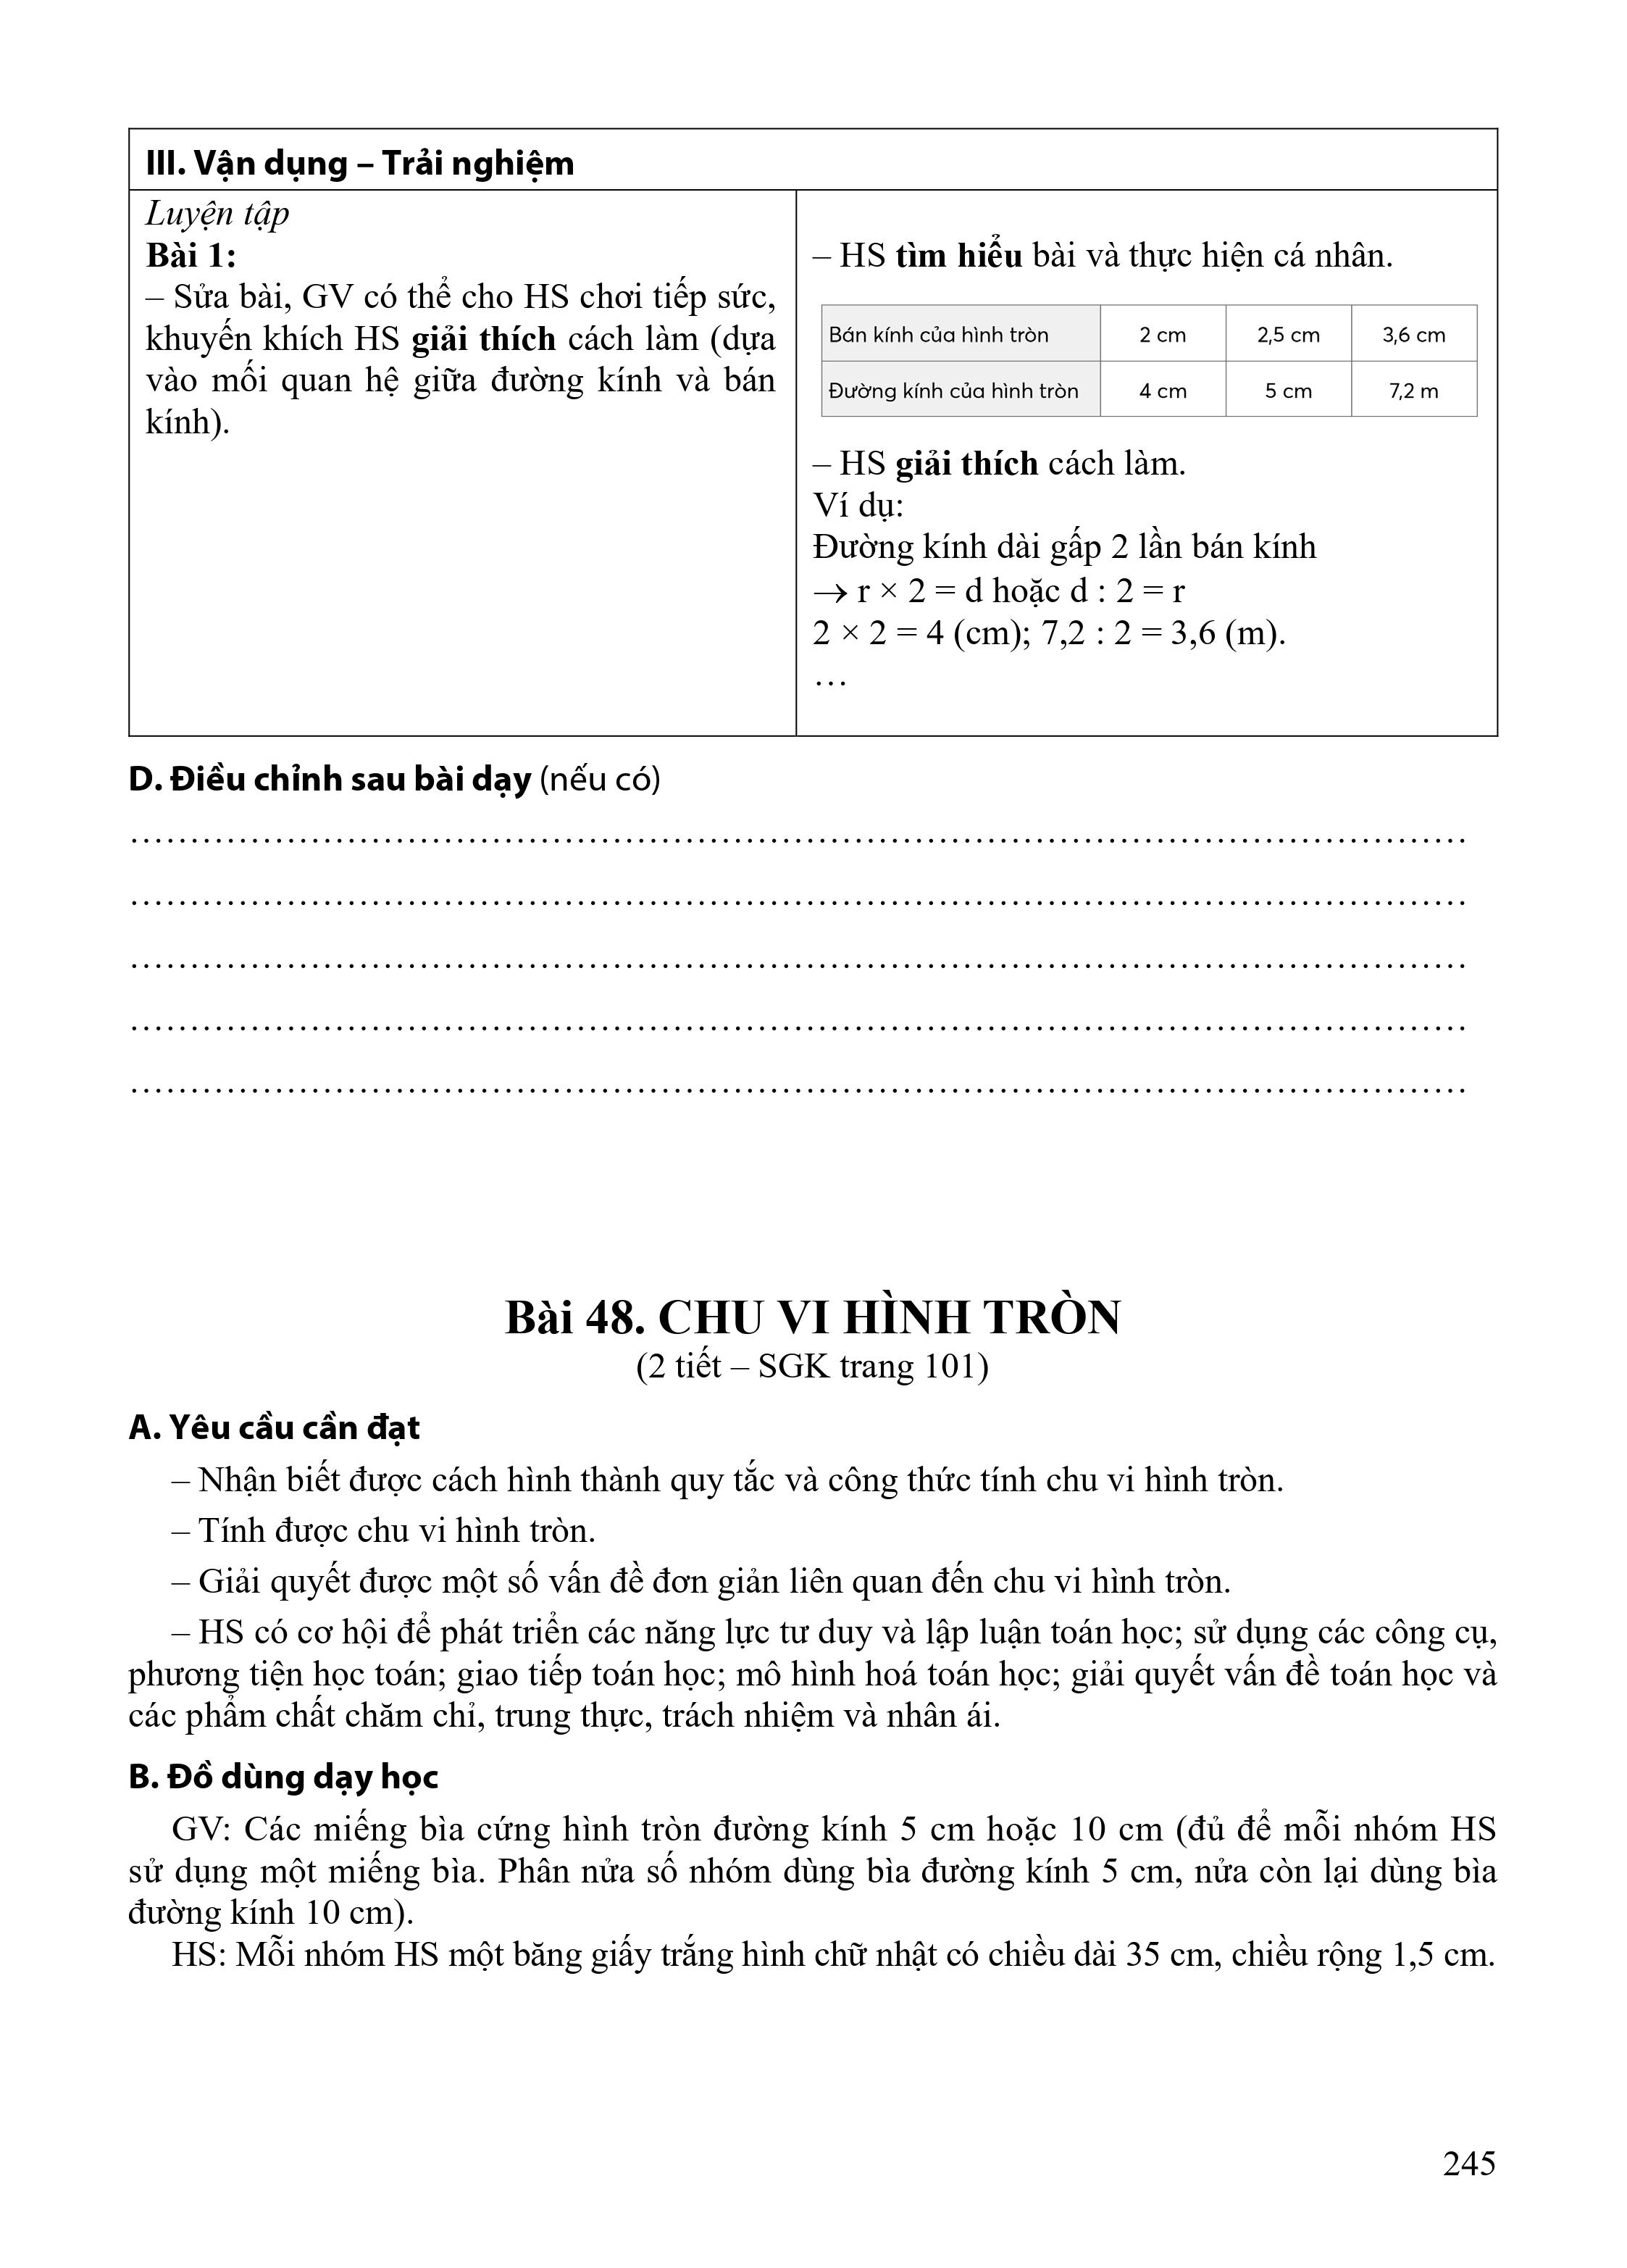 III. Vận dụng – Trải nghiệm
Luyện tập
Bài 1:
– Sửa bài, GV có thể cho HS chơi tiếp sức,
khuyến khích HS giải thích cách làm (dựa
vào mối quan hệ giữa đường kính và bán
kính).
– HS tìm hiểu bài và thực hiện cá nhân.
Bán kính của hình tròn 2 cm 2,5 cm 3,6 cm
Đường kính của hình tròn 4 cm 5 cm 7,2 m
– HS giải thích cách làm.
Ví dụ:
Đường kính dài gấp 2 lần bán kính
→ r × 2 = d hoặc d : 2 = r
2 × 2 = 4 (cm); 7,2 : 2 = 3,6 (m).
…
D. Điều chỉnh sau bài dạy (nếu có)
Bài 48. CHU VI HÌNH TRÒN
(2 tiết – SGK trang 101)
A. Yêu cầu cần đạt
– Nhận biết được cách hình thành quy tắc và công thức tính chu vi hình tròn.
– Tính được chu vi hình tròn.
– Giải quyết được một số vấn đề đơn giản liên quan đến chu vi hình tròn.
– HS có cơ hội để phát triển các năng lực tư duy và lập luận toán học; sử dụng các công cụ,
phương tiện học toán; giao tiếp toán học; mô hình hoá toán học; giải quyết vấn đề toán học và
các phẩm chất chăm chỉ, trung thực, trách nhiệm và nhân ái.
B. Đồ dùng dạy học
GV: Các miếng bìa cứng hình tròn đường kính 5 cm hoặc 10 cm (đủ để mỗi nhóm HS
sử dụng một miếng bìa. Phân nửa số nhóm dùng bìa đường kính 5 cm, nửa còn lại dùng bìa
đường kính 10 cm).
HS: Mỗi nhóm HS một băng giấy trắng hình chữ nhật có chiều dài 35 cm, chiều rộng 1,5 cm.
245